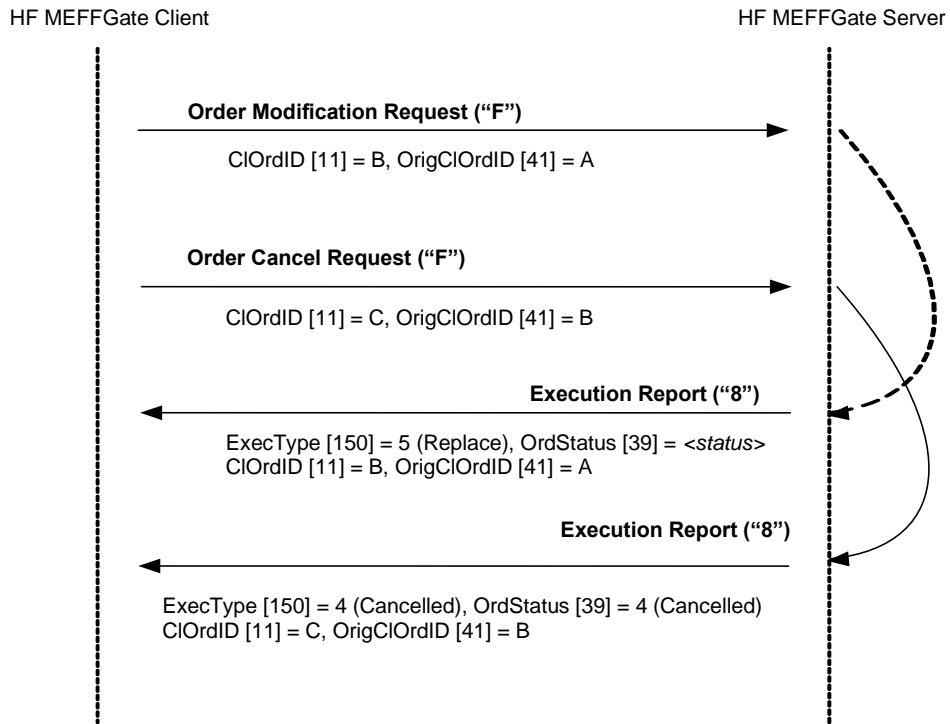 HF MEFFGate Client
HF MEFFGate Server
Order Modification Request (“F”)
ClOrdID [11] = B, OrigClOrdID [41] = A
Order Cancel Request (“F”)
ClOrdID [11] = C, OrigClOrdID [41] = B
Execution Report (“8”)
ExecType [150] = 5 (Replace), OrdStatus [39] = <status>
ClOrdID [11] = B, OrigClOrdID [41] = A
Execution Report (“8”)
ExecType [150] = 4 (Cancelled), OrdStatus [39] = 4 (Cancelled)
ClOrdID [11] = C, OrigClOrdID [41] = B